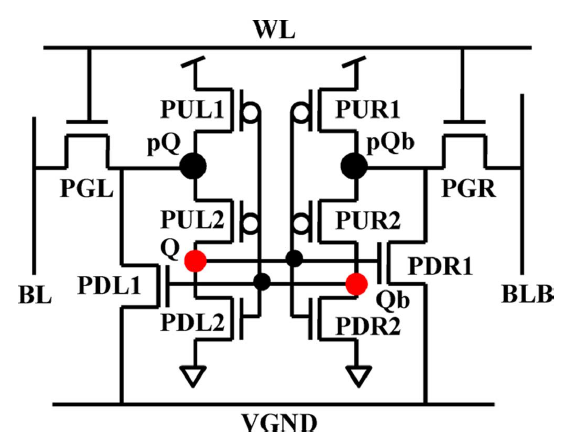 WL
PUL1
PUR1
pQ
pQb
PGL
PGR
PUL2
PUR2
Q
PDR1
PDL1
BL
Qb
BLB
PDL2
PDR2
VGND